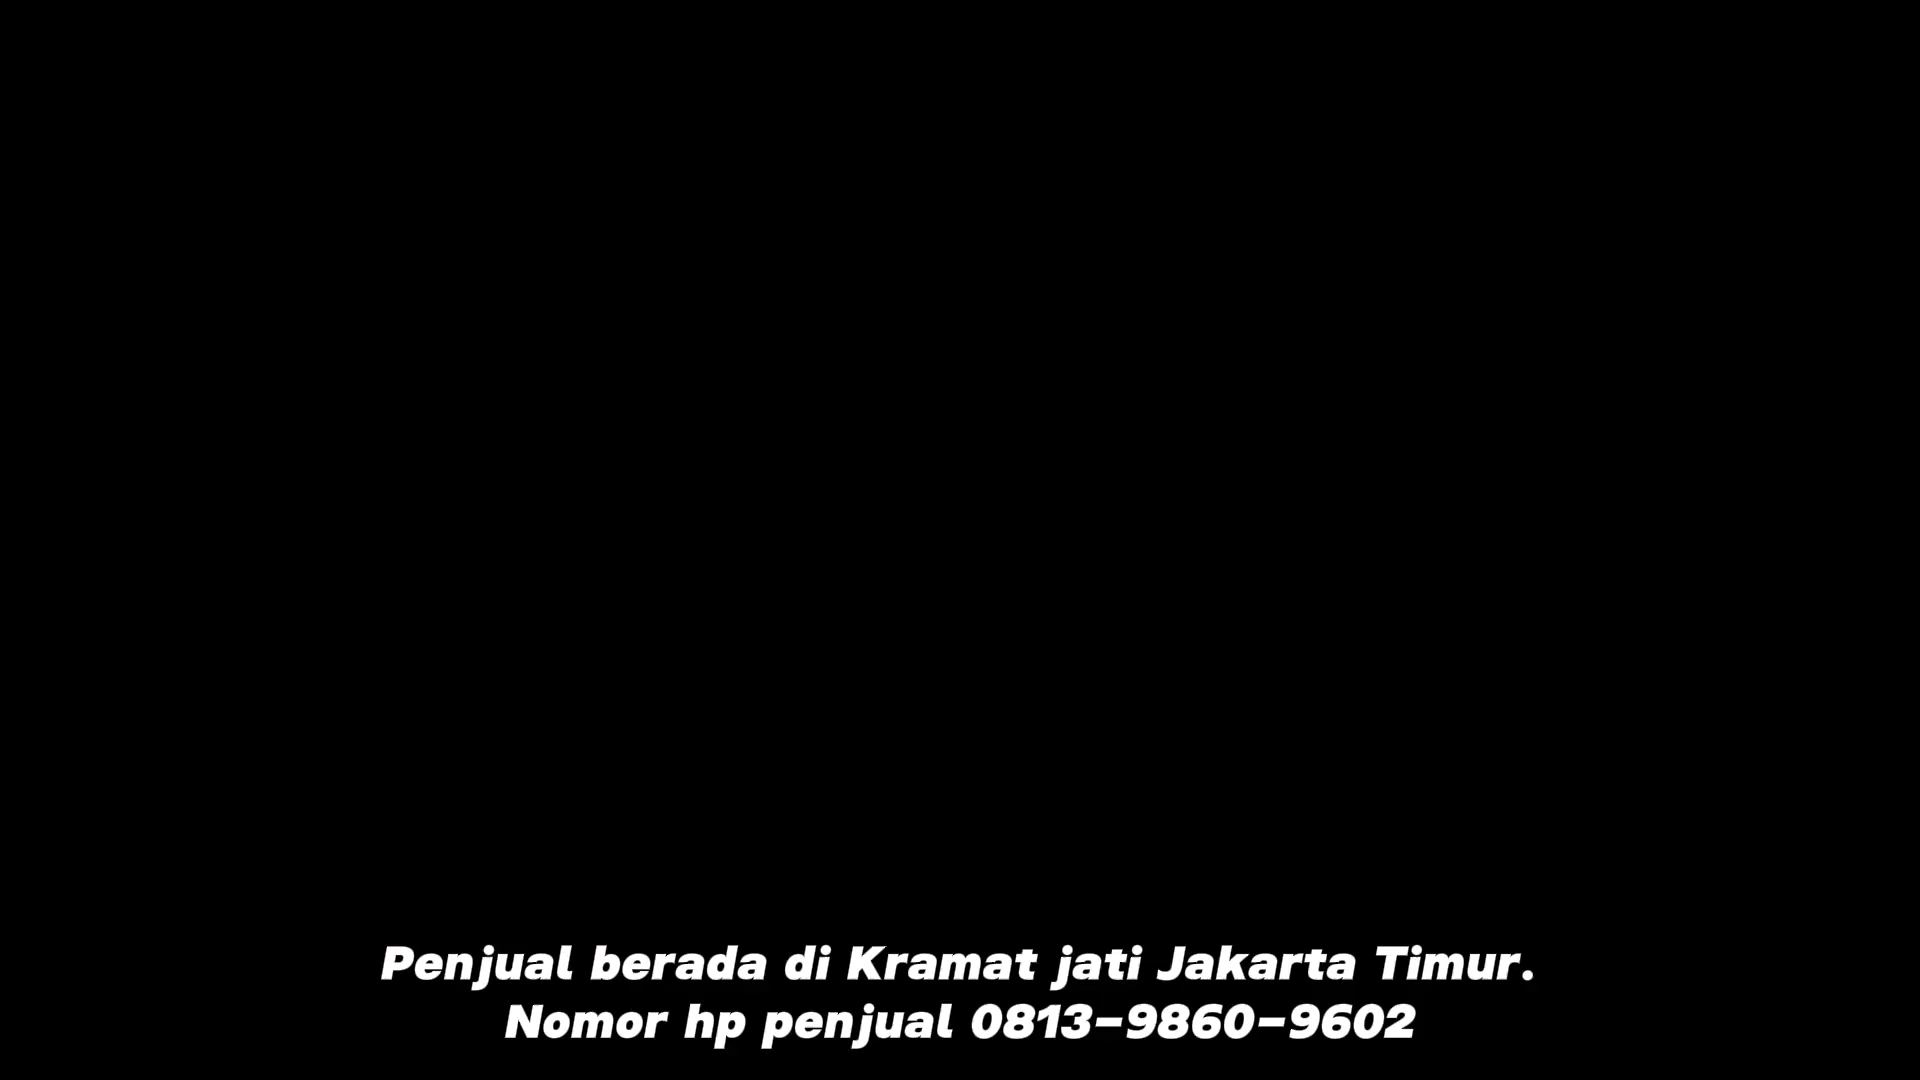 Penjual berada di Kramat jati Jakarta Timur.
Nomor hp penjual 0813-9860-9602